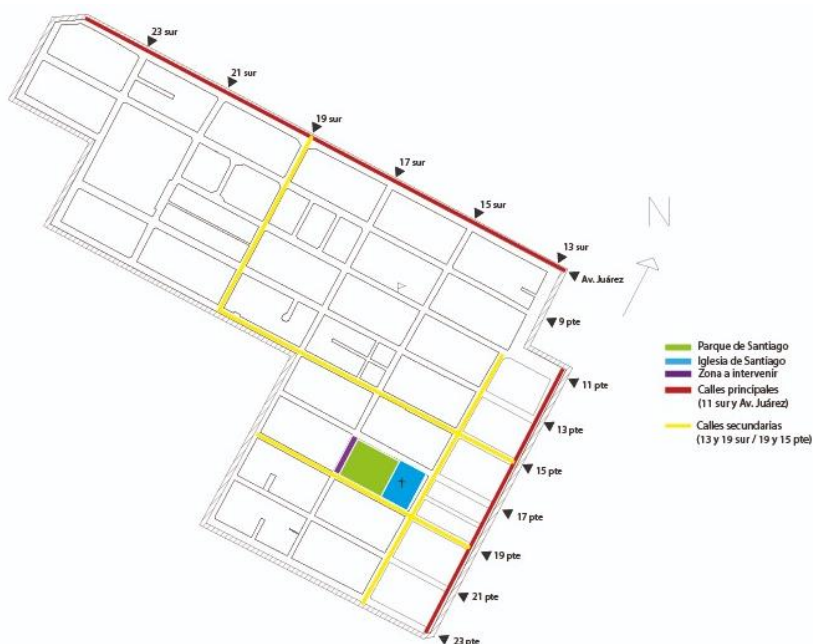 23 sur
21 sur
19 sur
17 sur
15 sur
13 sur
Av. Juárez
9 pte
11 pte
13 pte
15 pte
17 pte
19 pte
21 pte
23 pte
N
Parque de Santiago
Iglesia de Santiago
Zona a intervenir
Calles principales
(11 sur y Av. Juárez)
Calles secundarias
(13 y 19 sur / 19 y 15 pte)